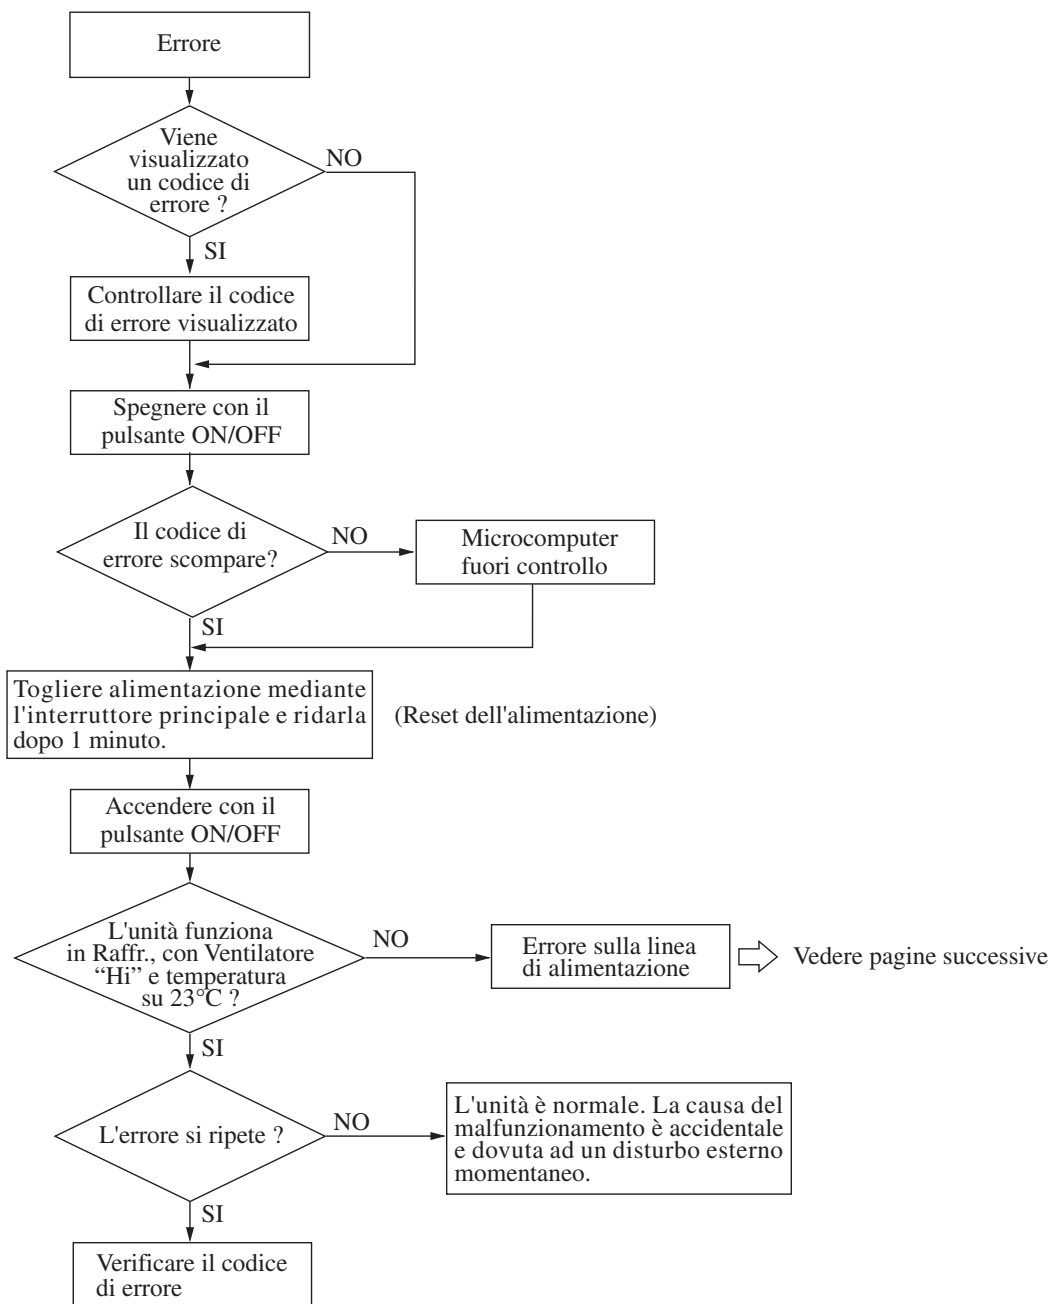 Errore
Viene
visualizzato
un codice di
errore ?
NO
SI
Controllare il codice
di errore visualizzato
Spegnere con il
pulsante ON/OFF
Il codice di
errore scompare?
NO
Microcomputer
fuori controllo
SI
Togliere alimentazione mediante
l'interruttore principale e ridarla
dopo 1 minuto.
(Reset dell'alimentazione)
Accendere con il
pulsante ON/OFF
L'unità funziona
in Raffr., con Ventilatore
“Hi” e temperatura
su 23°C ?
NO
Errore sulla linea
di alimentazione
Vedere pagine successive
SI
L'errore si ripete ?
NO
L'unità è normale. La causa del
malfunzionamento è accidentale
e dovuta ad un disturbo esterno
momentaneo.
SI
Verificare il codice
di errore